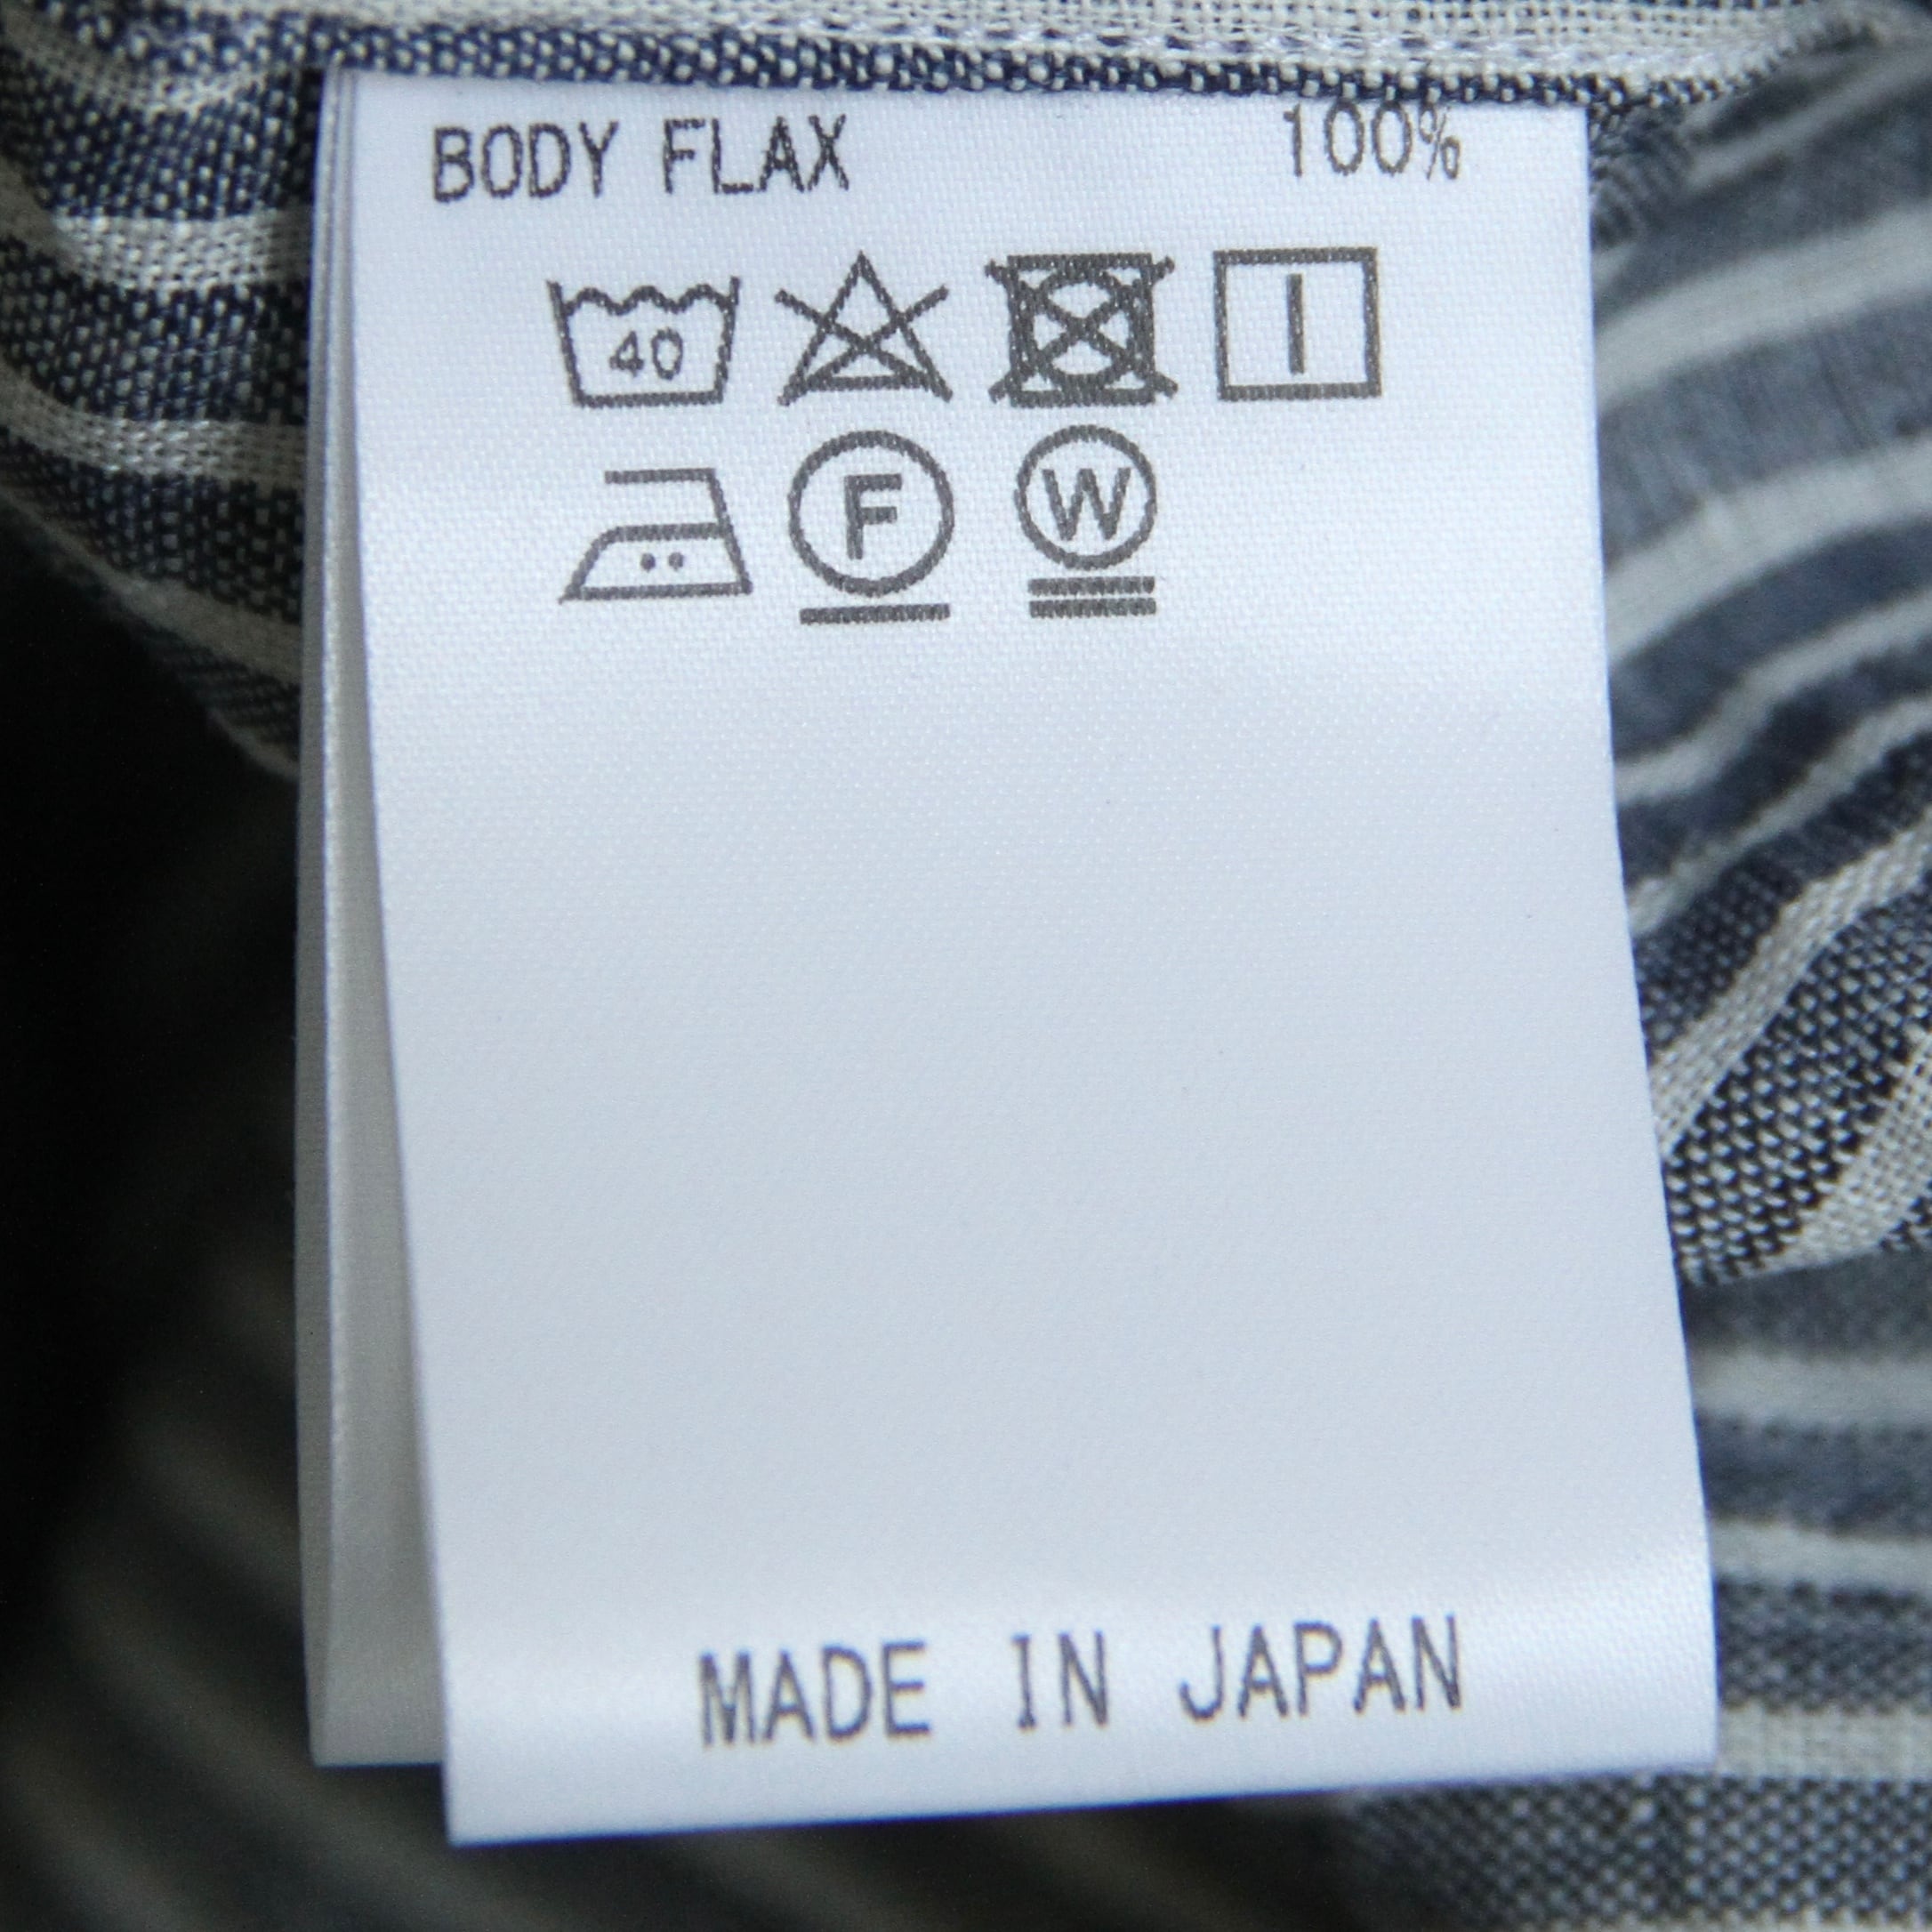 BODY FLAX 100%
40
F W
MADE IN JAPAN